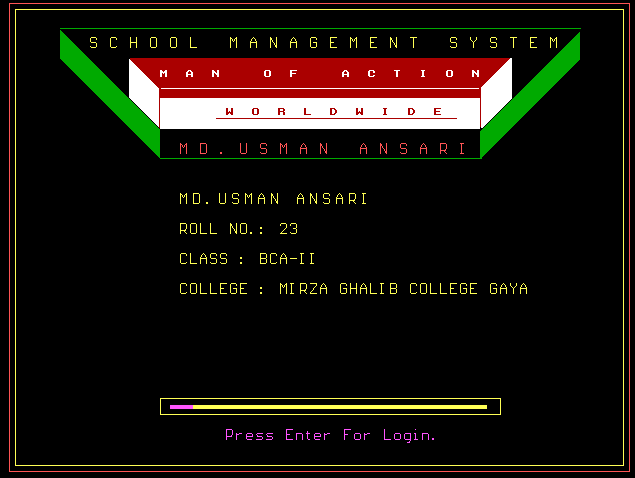 SCHOOL MANAGEMENT SYSTEM
MAN OF ACTION
WORLDWIDE
MD.USMAN ANSARI
MD.USMAN ANSARI
ROLL NO.: 23
CLASS : BCA-II
COLLEGE : MIRZA GHALIB COLLEGE GAYA
Press Enter For Login.